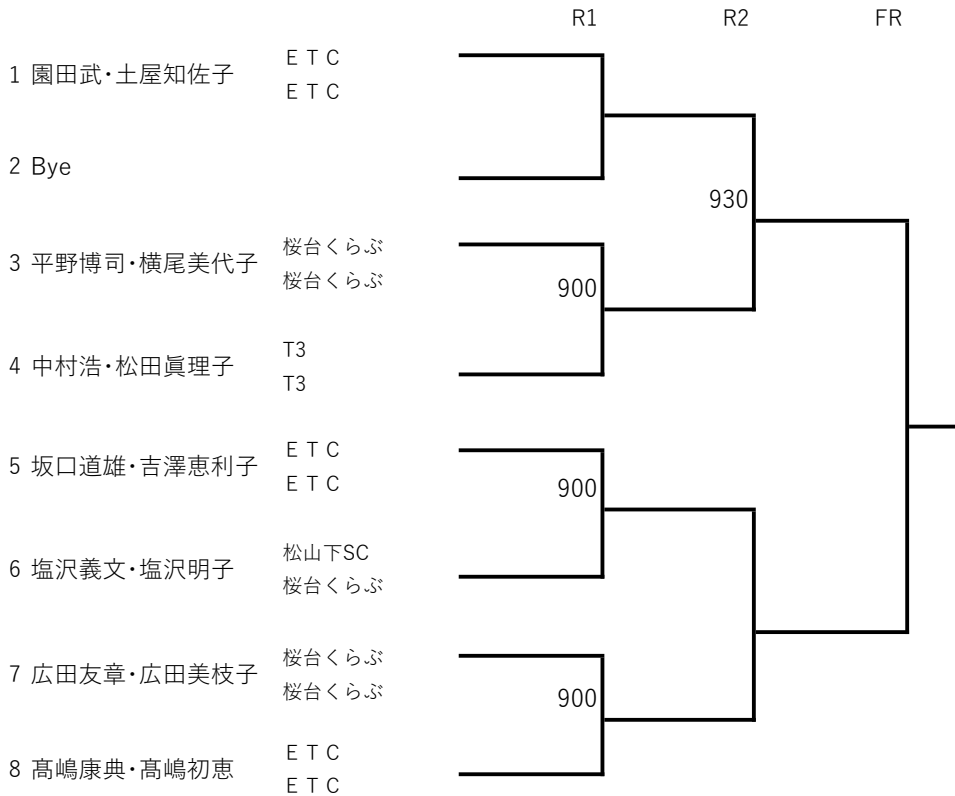 R1 R2 FR
1 園田武・土屋知佐子 ＥＴＣ
ＥＴＣ
2 Bye
930
3 平野博司・横尾美代子 桜台くらぶ
桜台くらぶ
900
4 中村浩・松田眞理子 T3
T3
5 坂口道雄・吉澤恵利子 ＥＴＣ
ＥＴＣ
900
6 塩沢義文・塩沢明子 松山下SC
桜台くらぶ
7 広田友章・広田美枝子 桜台くらぶ
桜台くらぶ
900
8 髙嶋康典・髙嶋初恵 ＥＴＣ
ＥＴＣ